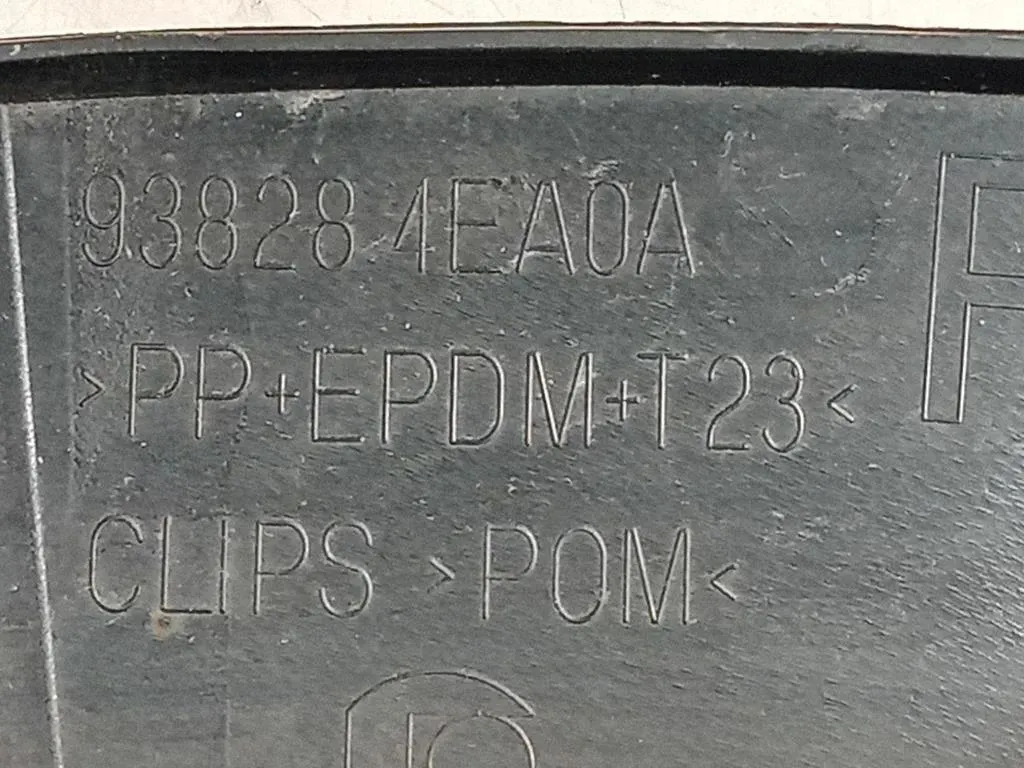 93828 4EA0A
>PP+EPDM+T23<
CLIPS >POM<